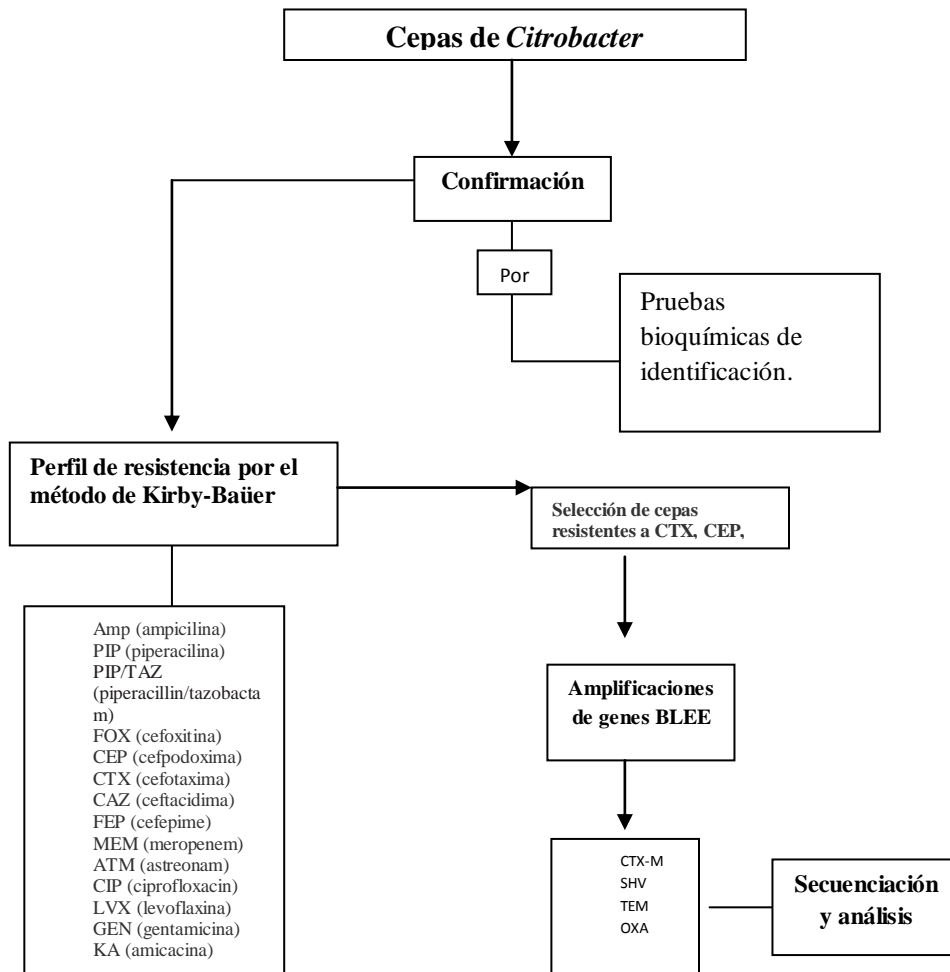 Cepas de Citrobacter
Confirmación
Por
Pruebas
bioquímicas de
identificación.
Perfil de resistencia por el
método de Kirby-Baüer
Selección de cepas
resistentes a CTX, CEP,
Amp (ampicilina)
PIP (piperacilina)
PIP/TAZ
(piperacillin/tazobacta
m)
FOX (cefoxitina)
CEP (cefpodoxima)
CTX (cefotaxima)
CAZ (ceftacidima)
FEP (cefepime)
MEM (meropenem)
ATM (astreonam)
CIP (ciprofloxacin)
LVX (levoflaxina)
GEN (gentamicina)
KA (amicacina)
Amplificaciones
de genes BLEE
CTX-M
SHV
TEM
OXA
Secuenciación
y análisis